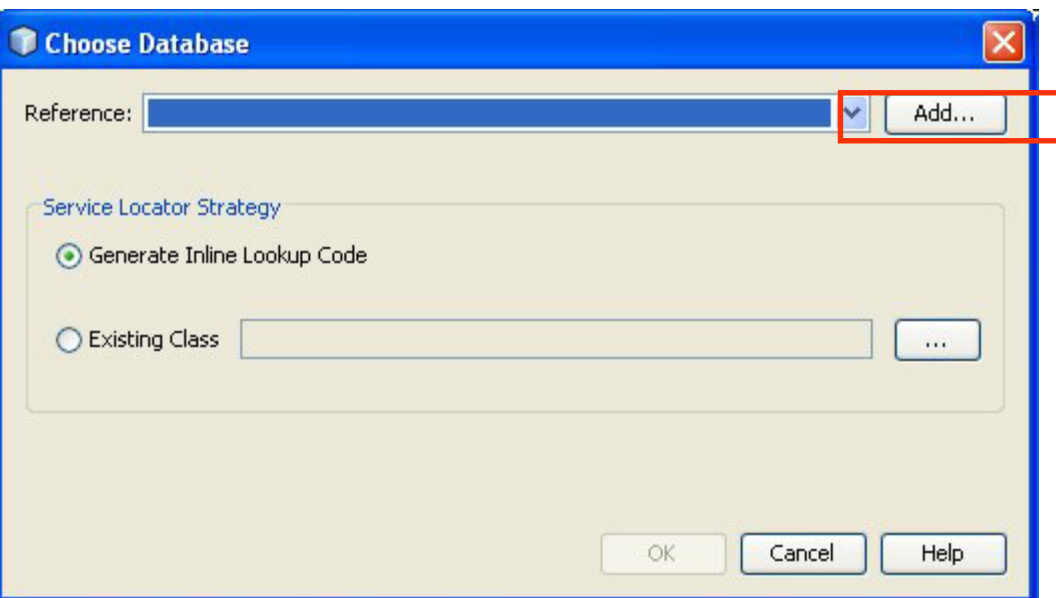 Choose Database
Reference: Add...
Service Locator Strategy
Generate Inline Lookup Code
Existing Class ...
OK Cancel Help